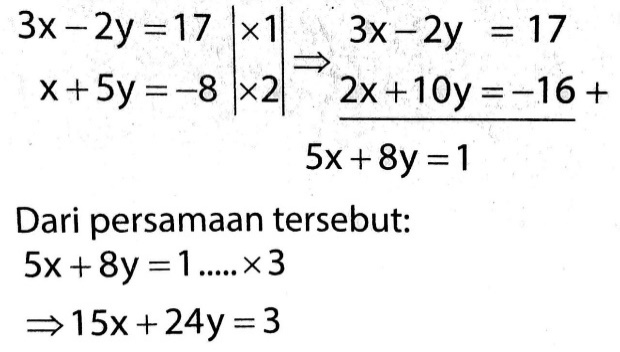 3x – 2y = 17 |×1| ⇒ 3x – 2y = 17
x + 5y = –8 |×2| 2x + 10y = –16 +
5x + 8y = 1
Dari persamaan tersebut:
5x + 8y = 1 ..... × 3
⇒ 15x + 24y = 3